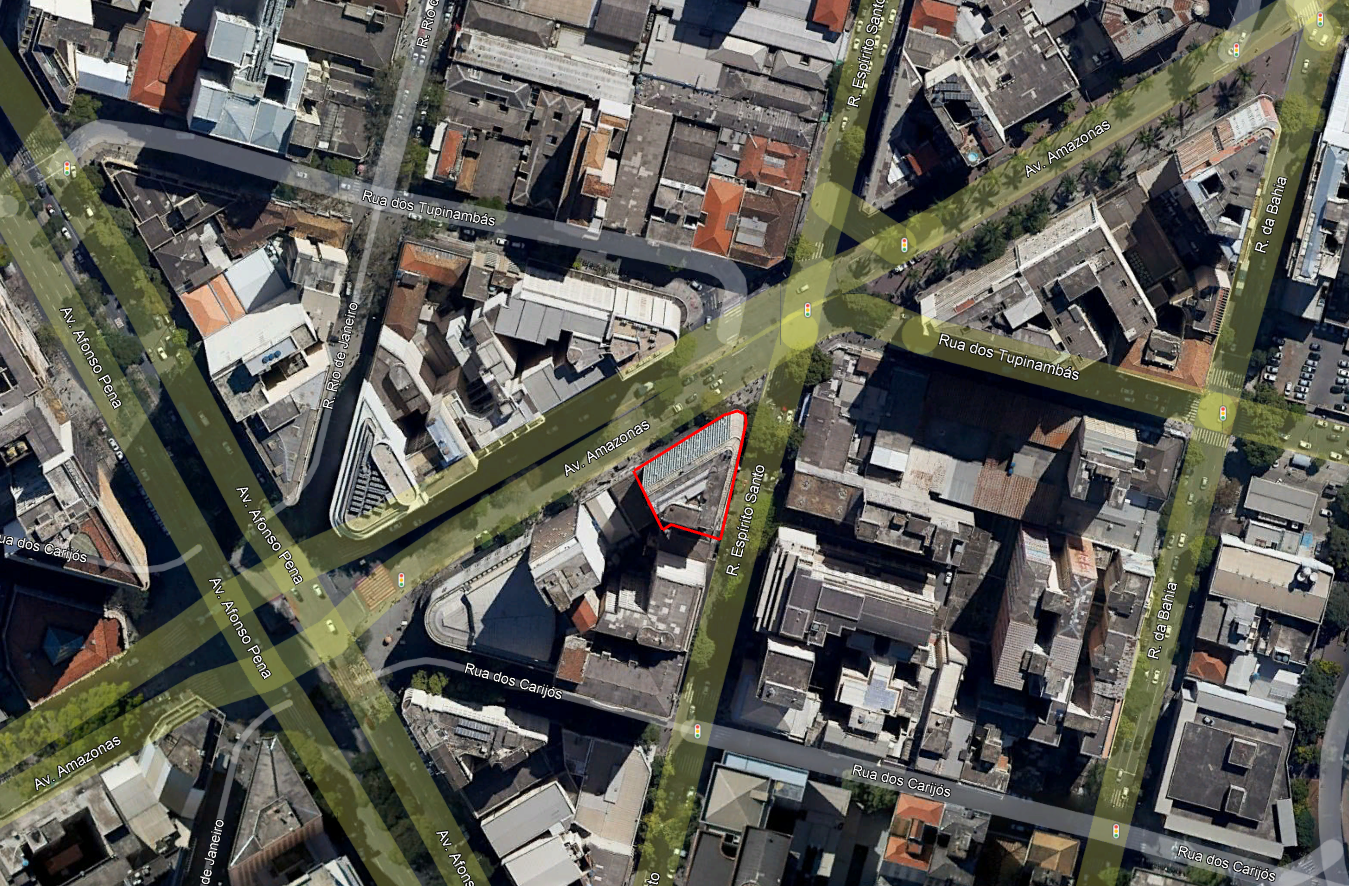 R. Rio d
R. Espírito Santo
Av. Amazonas
Rua dos Tupinambás
R. da Bahia
Av. Afonso Pena
R. Rio de Janeiro
Rua dos Tupinambás
Av. Amazonas
Av. Afonso Pena
R. Espírito Santo
ua dos Carijós
Av. Afonso Pena
R. da Bahia
Rua dos Carijós
Av. Amazonas
Rua dos Carijós
de Janeiro
Av. Afons
to
Rua dos Carijós